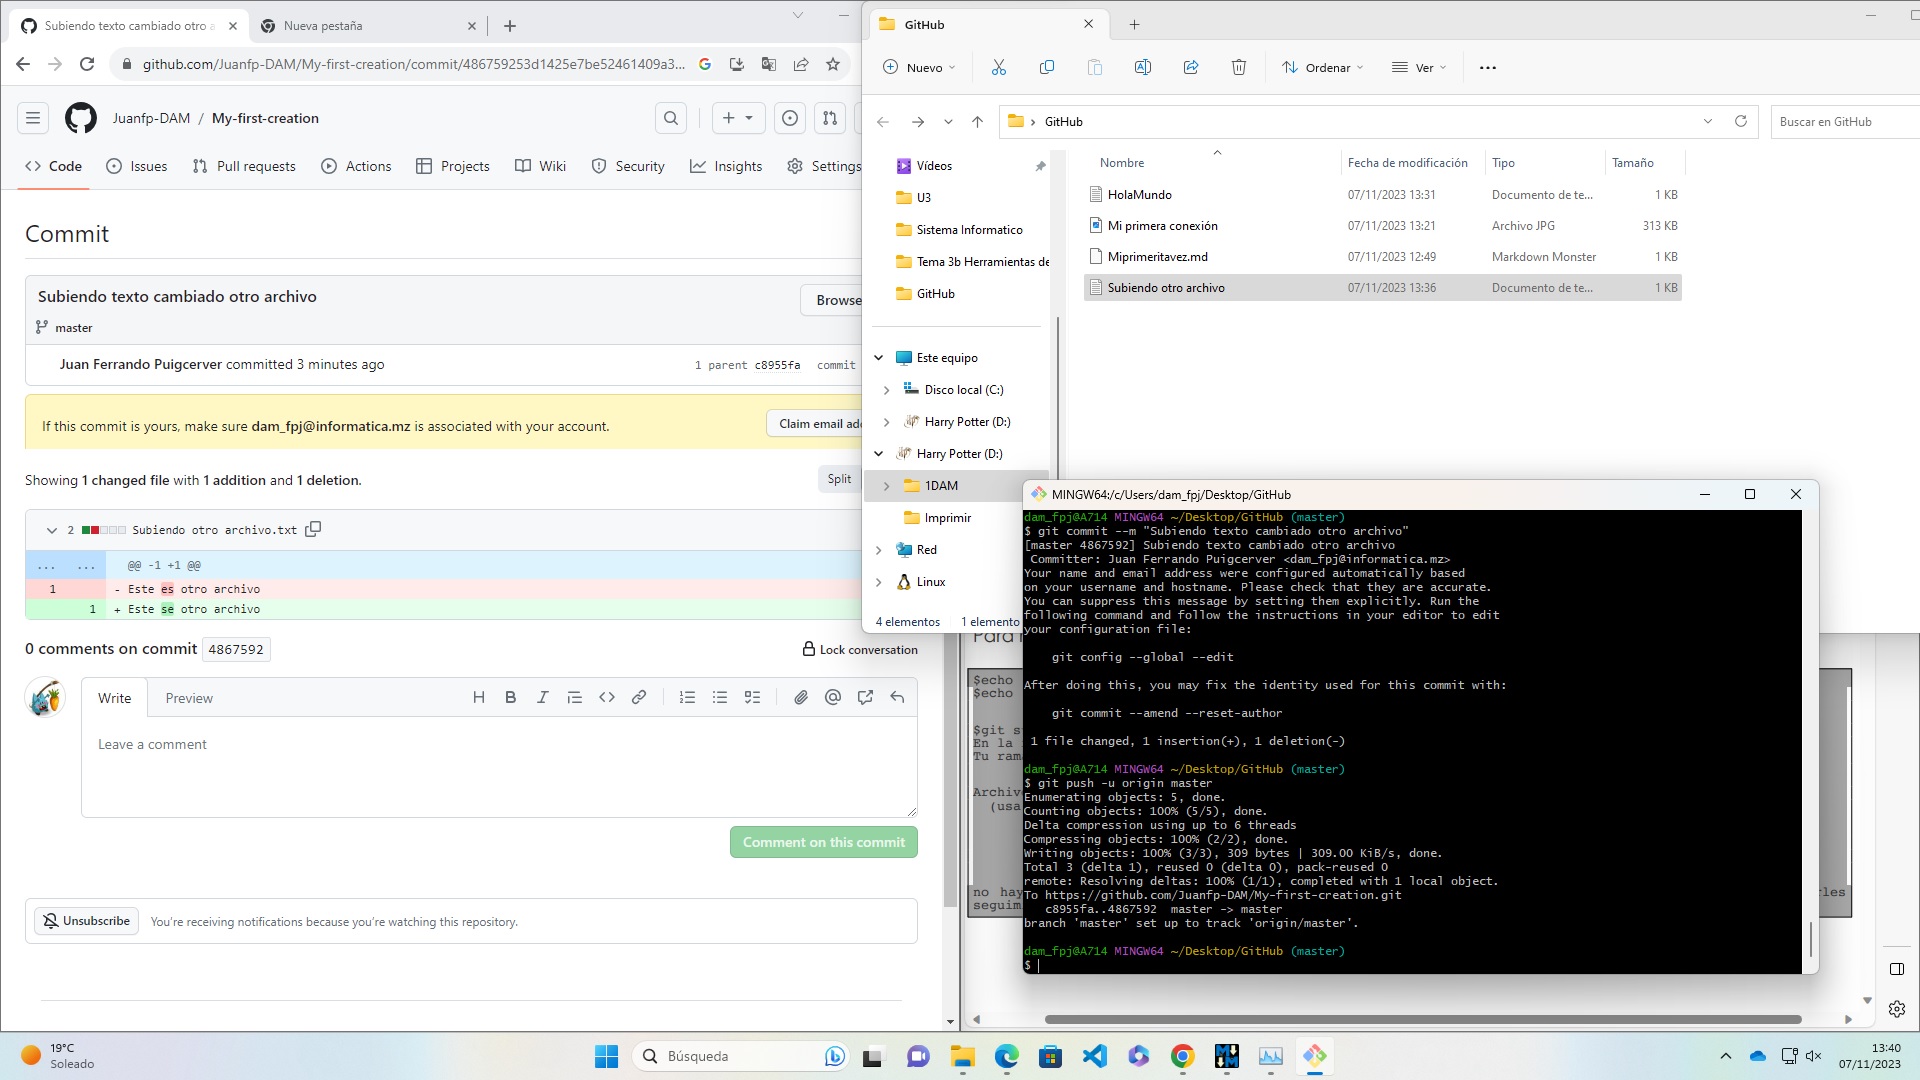 Subiendo texto cambiado otro a
Nueva pestaña
github.com/Juanfp-DAM/My-first-creation/commit/486759253d1425e7be52461409a3...
Juanfp-DAM / My-first-creation
Code
Issues
Pull requests
Actions
Projects
Wiki
Security
Insights
Settings
Commit
Subiendo texto cambiado otro archivo
Browse
master
Juan Ferrando Puigcerver committed 3 minutes ago
1 parent c8955fa commit
If this commit is yours, make sure dam_fpj@informatica.mz is associated with your account.
Claim email add
Showing 1 changed file with 1 addition and 1 deletion.
Split
2 Subiendo otro archivo.txt
... ... @@ -1 +1 @@
1 - Este es otro archivo
1 + Este se otro archivo
0 comments on commit 4867592
Lock conversation
Write
Preview
Leave a comment
Comment on this commit
Unsubscribe
You're receiving notifications because you're watching this repository.
GitHub
Nuevo
Ordenar
Ver
GitHub
Buscar en GitHub
Vídeos
U3
Sistema Informatico
Tema 3b Herramientas de
GitHub
Este equipo
Disco local (C:)
Harry Potter (D:)
Harry Potter (D:)
1DAM
Imprimir
Red
Linux
Nombre Fecha de modificación Tipo Tamaño
HolaMundo 07/11/2023 13:31 Documento de te... 1 KB
Mi primera conexión 07/11/2023 13:21 Archivo JPG 313 KB
Miprimeritavez.md 07/11/2023 12:49 Markdown Monster 1 KB
Subiendo otro archivo 07/11/2023 13:36 Documento de te... 1 KB
4 elementos 1 elemento
Para
$echo
$echo
$git s
En la
Tu ram
Archiv
(usa
no hay
seguim
les
MINGW64:/c/Users/dam_fpj/Desktop/GitHub
dam_fpj@A714 MINGW64 ~/Desktop/GitHub (master)
$ git commit --m "Subiendo texto cambiado otro archivo"
[master 4867592] Subiendo texto cambiado otro archivo
Committer: Juan Ferrando Puigcerver <dam_fpj@informatica.mz>
Your name and email address were configured automatically based
on your username and hostname. Please check that they are accurate.
You can suppress this message by setting them explicitly. Run the
following command and follow the instructions in your editor to edit
your configuration file:
git config --global --edit
After doing this, you may fix the identity used for this commit with:
git commit --amend --reset-author
1 file changed, 1 insertion(+), 1 deletion(-)
dam_fpj@A714 MINGW64 ~/Desktop/GitHub (master)
$ git push -u origin master
Enumerating objects: 5, done.
Counting objects: 100% (5/5), done.
Delta compression using up to 6 threads
Compressing objects: 100% (2/2), done.
Writing objects: 100% (3/3), 309 bytes | 309.00 KiB/s, done.
Total 3 (delta 1), reused 0 (delta 0), pack-reused 0
remote: Resolving deltas: 100% (1/1), completed with 1 local object.
To https://github.com/Juanfp-DAM/My-first-creation.git
c8955fa..4867592 master -> master
branch 'master' set up to track 'origin/master'.
dam_fpj@A714 MINGW64 ~/Desktop/GitHub (master)
$
19°C
Soleado
Búsqueda
13:40
07/11/2023